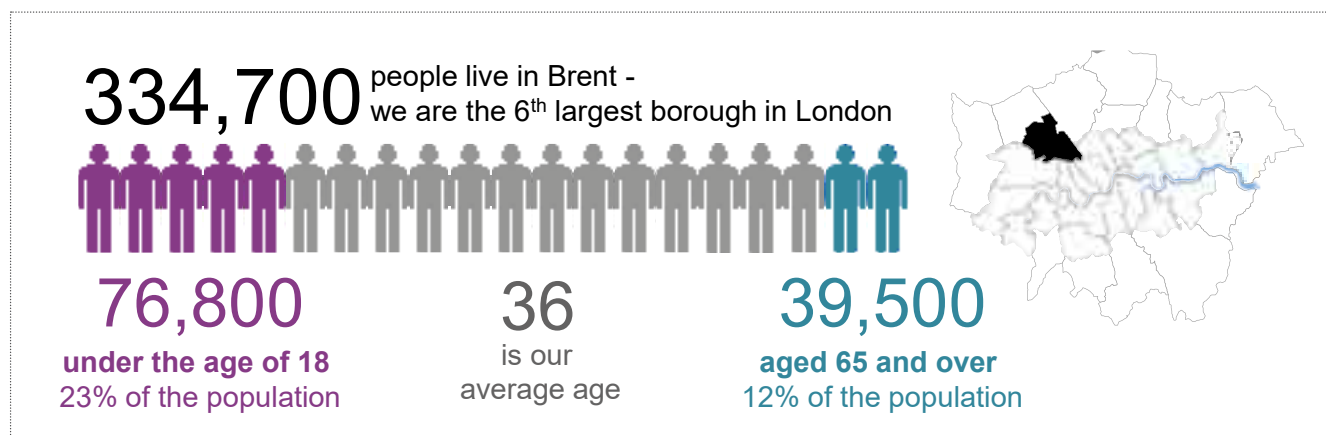 334,700 people live in Brent -
we are the 6th largest borough in London
76,800
under the age of 18
23% of the population
36
is our
average age
39,500
aged 65 and over
12% of the population